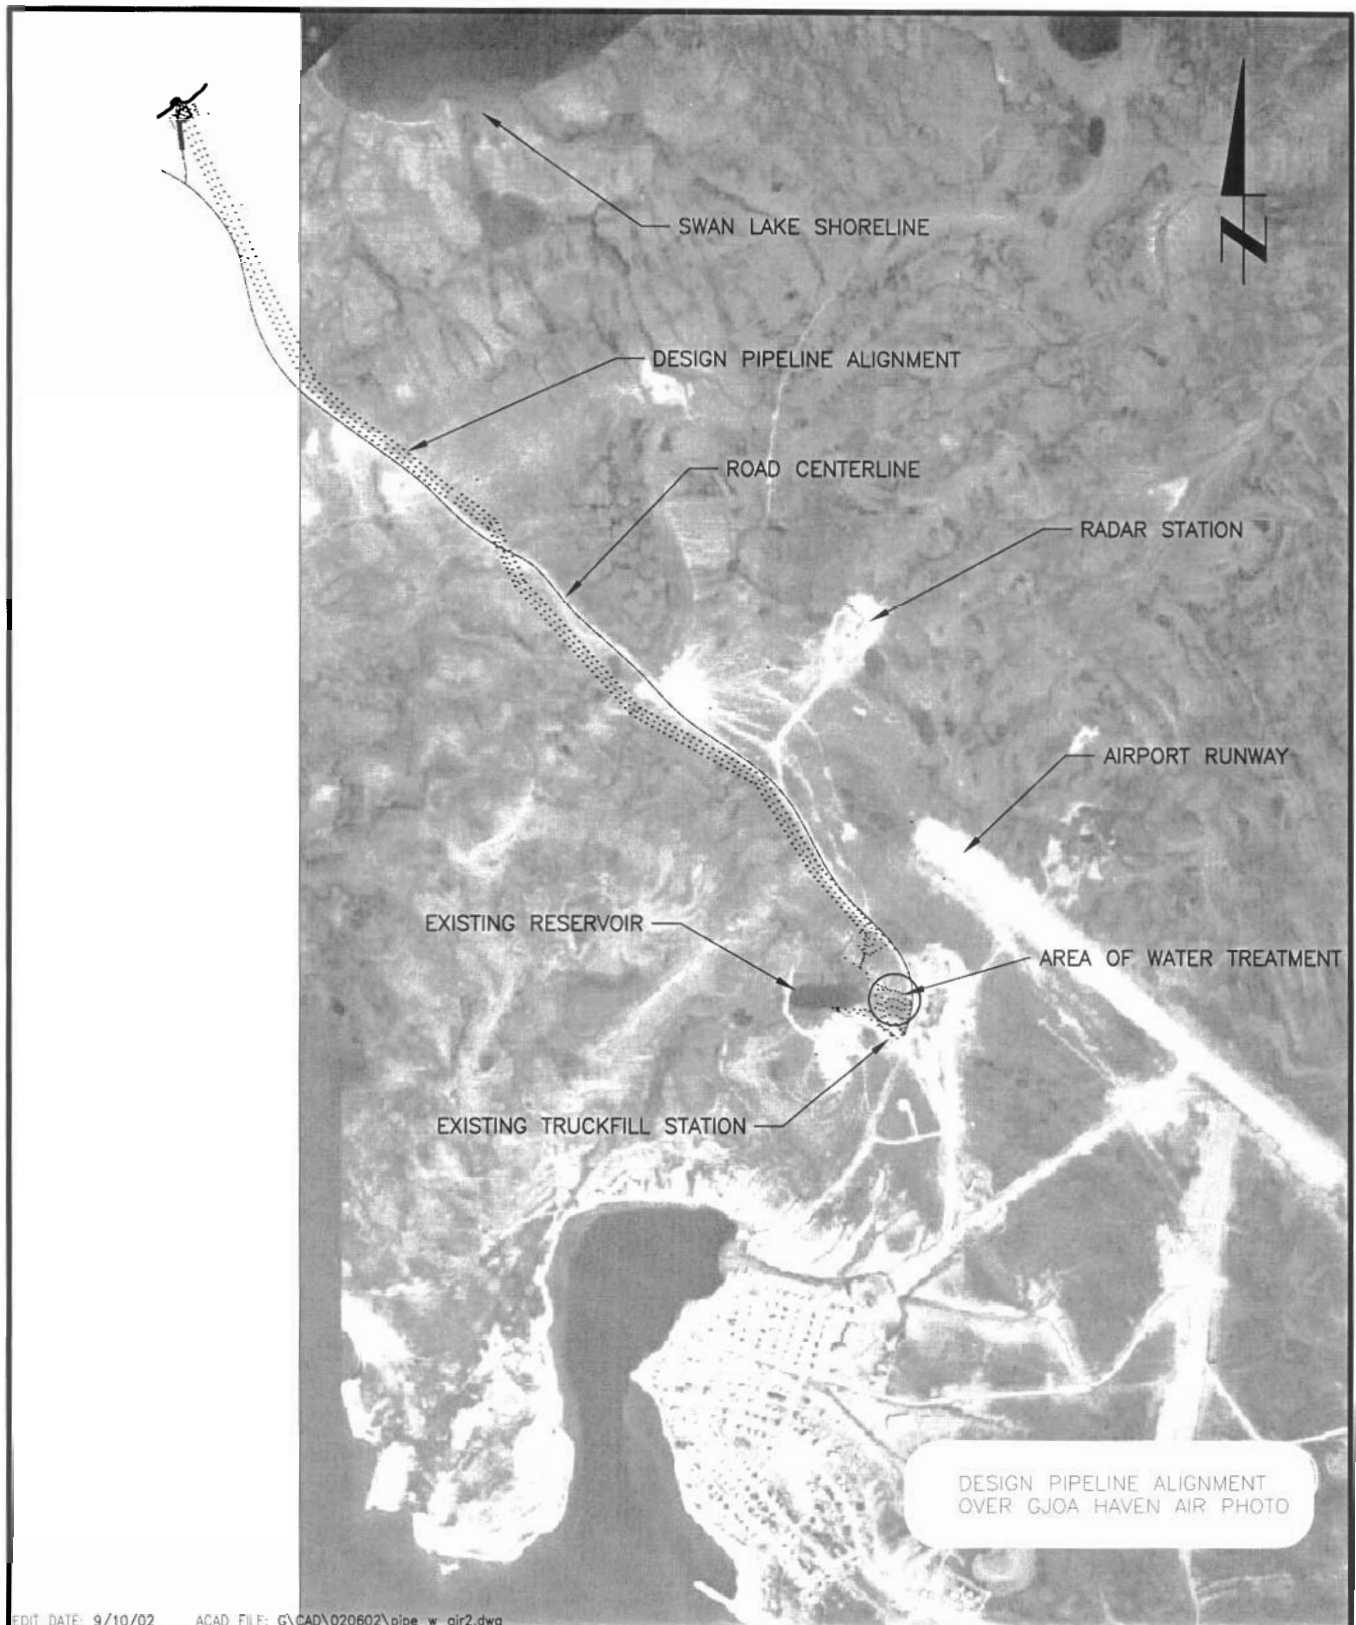 N
SWAN LAKE SHORELINE
DESIGN PIPELINE ALIGNMENT
ROAD CENTERLINE
RADAR STATION
AIRPORT RUNWAY
EXISTING RESERVOIR
AREA OF WATER TREATMENT
EXISTING TRUCKFILL STATION
DESIGN PIPELINE ALIGNMENT
OVER GJOA HAVEN AIR PHOTO
EDIT DATE: 9/10/02 ACAD FILE: G\CAD\020602\pipe_w_air2.dwg